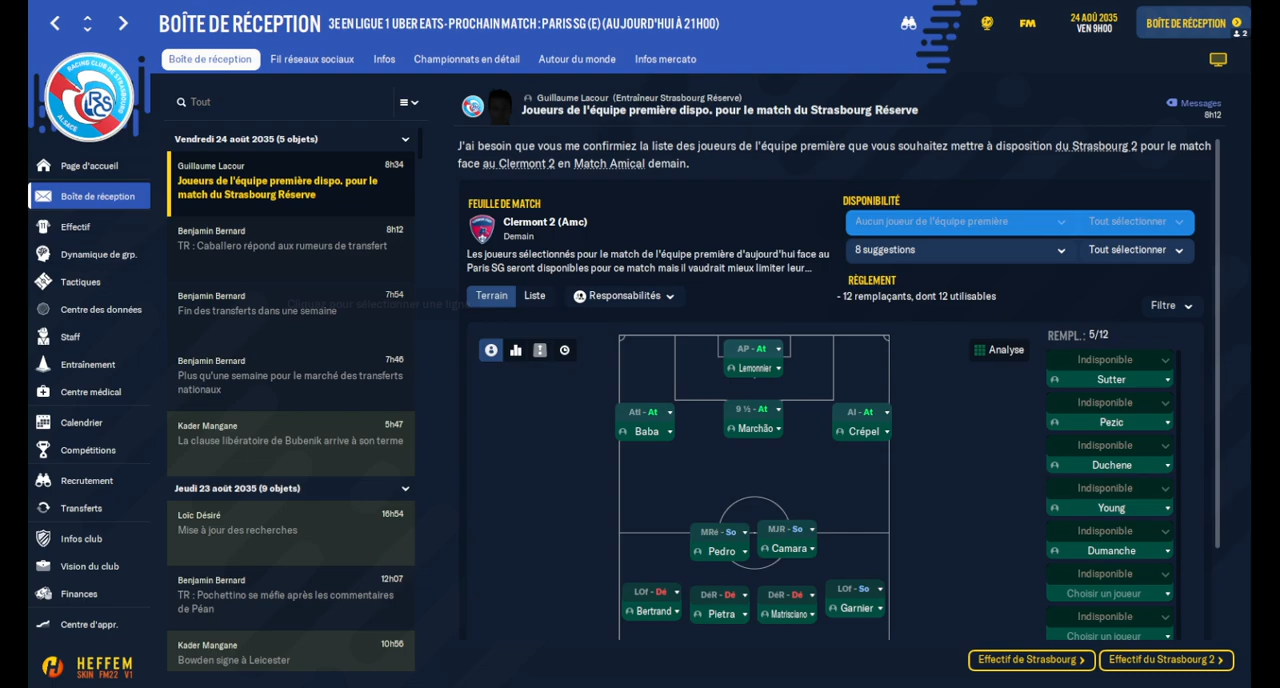 BOÎTE DE RÉCEPTION 3E EN LIGUE 1 UBER EATS - PROCHAIN MATCH : PARIS SG (E) (AUJOURD'HUI À 21H00)
FM
24 AOÛ 2035
VEN 9H00
BOÎTE DE RÉCEPTION
2
Boîte de réception
Fil réseaux sociaux
Infos
Championnats en détail
Autour du monde
Infos mercato
RACING CLUB DE STRASBOURG
ALSACE
Page d'accueil
Boîte de réception
Effectif
Dynamique de grp.
Tactiques
Centre des données
Staff
Entraînement
Centre médical
Calendrier
Compétitions
Recrutement
Transferts
Infos club
Vision du club
Finances
Centre d'appr.
HEFFEM
SKIN FM22 V1
Tout
Vendredi 24 août 2035 (5 objets)
Guillaume Lacour 8h34
Joueurs de l'équipe première dispo. pour le
match du Strasbourg Réserve
Benjamin Bernard 8h12
TR : Caballero répond aux rumeurs de transfert
Benjamin Bernard 7h54
Cliquez pour sélectionner une ligne
Fin des transferts dans une semaine
Benjamin Bernard 7h46
Plus qu'une semaine pour le marché des transferts
nationaux
Kader Mangane 5h47
La clause libératoire de Bubenik arrive à son terme
Jeudi 23 août 2035 (9 objets)
Loïc Désiré 16h54
Mise à jour des recherches
Benjamin Bernard 12h07
TR : Pochettino se méfie après les commentaires
de Péan
Kader Mangane 10h56
Bowden signe à Leicester
Guillaume Lacour (Entraîneur Strasbourg Réserve)
Joueurs de l'équipe première dispo. pour le match du Strasbourg Réserve
Messages
8h12
J'ai besoin que vous me confirmiez la liste des joueurs de l'équipe première que vous souhaitez mettre à disposition du Strasbourg 2 pour le match
face au Clermont 2 en Match Amical demain.
FEUILLE DE MATCH
Clermont 2 (Amc)
Demain
Les joueurs sélectionnés pour le match de l'équipe première d'aujourd'hui face au
Paris SG seront disponibles pour ce match mais il vaudrait mieux limiter leur...
DISPONIBILITÉ
Aucun joueur de l'équipe première Tout sélectionner
8 suggestions Tout sélectionner
RÈGLEMENT
- 12 remplaçants, dont 12 utilisables
Terrain
Liste
Responsabilités
Filtre
Analyse
AP - At
Lemonnier
Atl - At
Baba
9 ½ - At
Marchão
AI - At
Crépel
MRé - So
Pedro
MJR - So
Camara
LOf - Dé
Bertrand
DéR - Dé
Pietra
DéR - Dé
Matrisciano
LOf - So
Garnier
REMPL. : 5/12
Indisponible
Sutter
Indisponible
Pezic
Indisponible
Duchene
Indisponible
Young
Indisponible
Dumanche
Indisponible
Choisir un joueur
Indisponible
Choisir un joueur
Effectif de Strasbourg
Effectif du Strasbourg 2